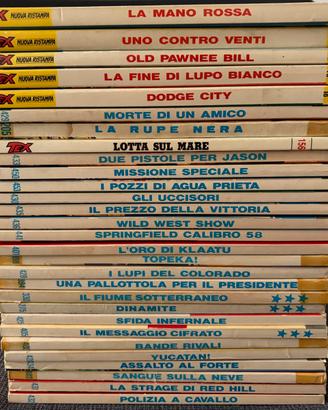 TEX NUOVA RISTAMPA LA MANO ROSSA
TEX NUOVA RISTAMPA UNO CONTRO VENTI
TEX NUOVA RISTAMPA OLD PAWNEE BILL
TEX NUOVA RISTAMPA LA FINE DI LUPO BIANCO
TEX NUOVA RISTAMPA DODGE CITY
MORTE DI UN AMICO
LA RUPE NERA
TEX LOTTA SUL MARE 156
DUE PISTOLE PER JASON
MISSIONE SPECIALE
I POZZI DI AGUA PRIETA
GLI UCCISORI
IL PREZZO DELLA VITTORIA
WILD WEST SHOW
SPRINGFIELD CALIBRO 58
L'ORO DI KLAATU
TOPEKA!
I LUPI DEL COLORADO
UNA PALLOTTOLA PER IL PRESIDENTE
IL FIUME SOTTERRANEO
DINAMITE
SFIDA INFERNALE
IL MESSAGGIO CIFRATO
BANDE RIVALI
YUCATAN!
ASSALTO AL FORTE
SANGUE SULLA NEVE
LA STRAGE DI RED HILL
POLIZIA A CAVALLO